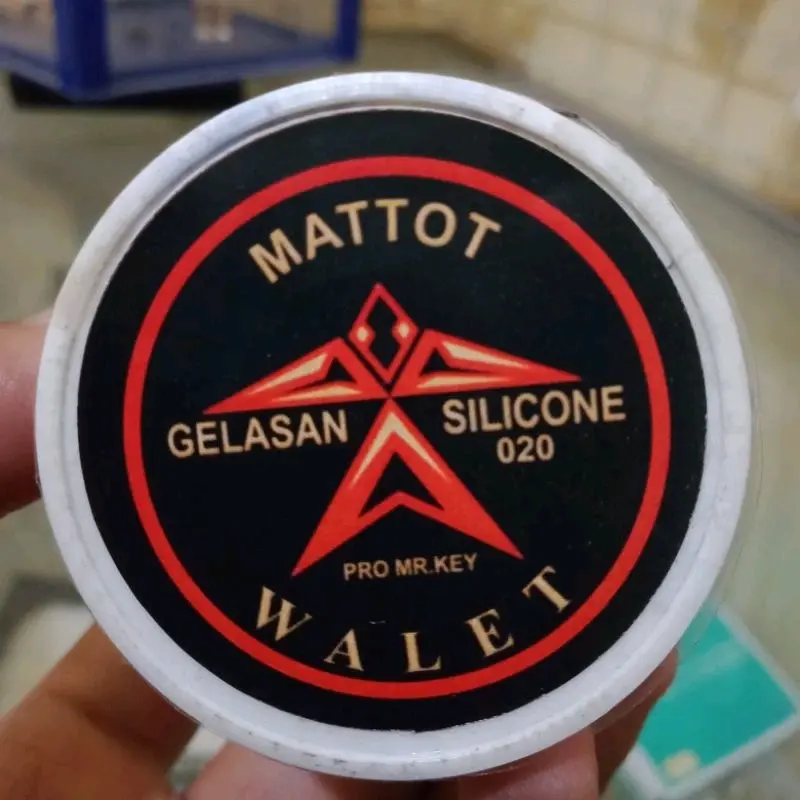 MATTOT
GELASAN
SILICONE
020
PRO MR.KEY
WALET